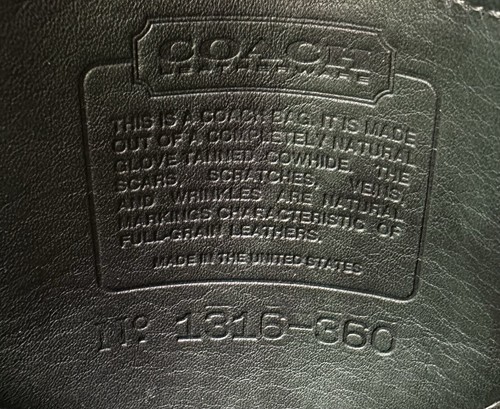 COACH
LEATHERWARE
THIS IS A COACH BAG. IT IS MADE
OUT OF A COMPLETELY NATURAL
GLOVE TANNED COWHIDE. THE
SCARS, SCRATCHES, VEINS,
AND WRINKLES ARE NATURAL
MARKINGS CHARACTERISTIC OF
FULL-GRAIN LEATHERS.
MADE IN THE UNITED STATES
Nº 1316-360